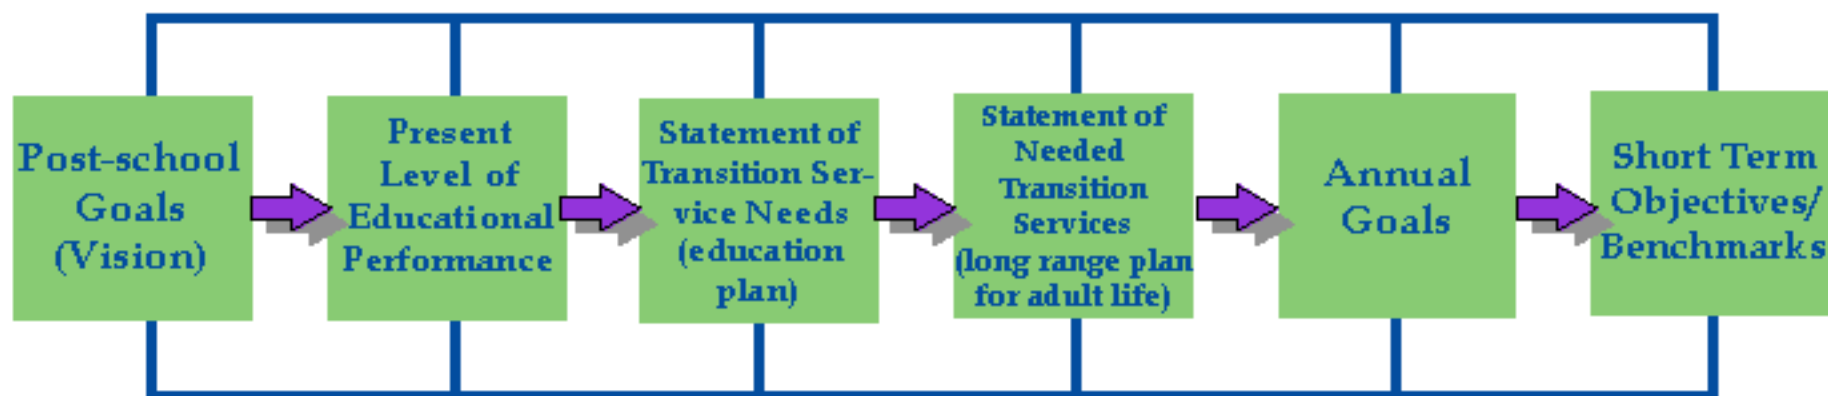 Post-school
Goals
(Vision)
Present
Level of
Educational
Performance
Statement of
Transition Ser-
vice Needs
(education
plan)
Statement of
Needed
Transition
Services
(long range plan
for adult life)
Annual
Goals
Short Term
Objectives/
Benchmarks